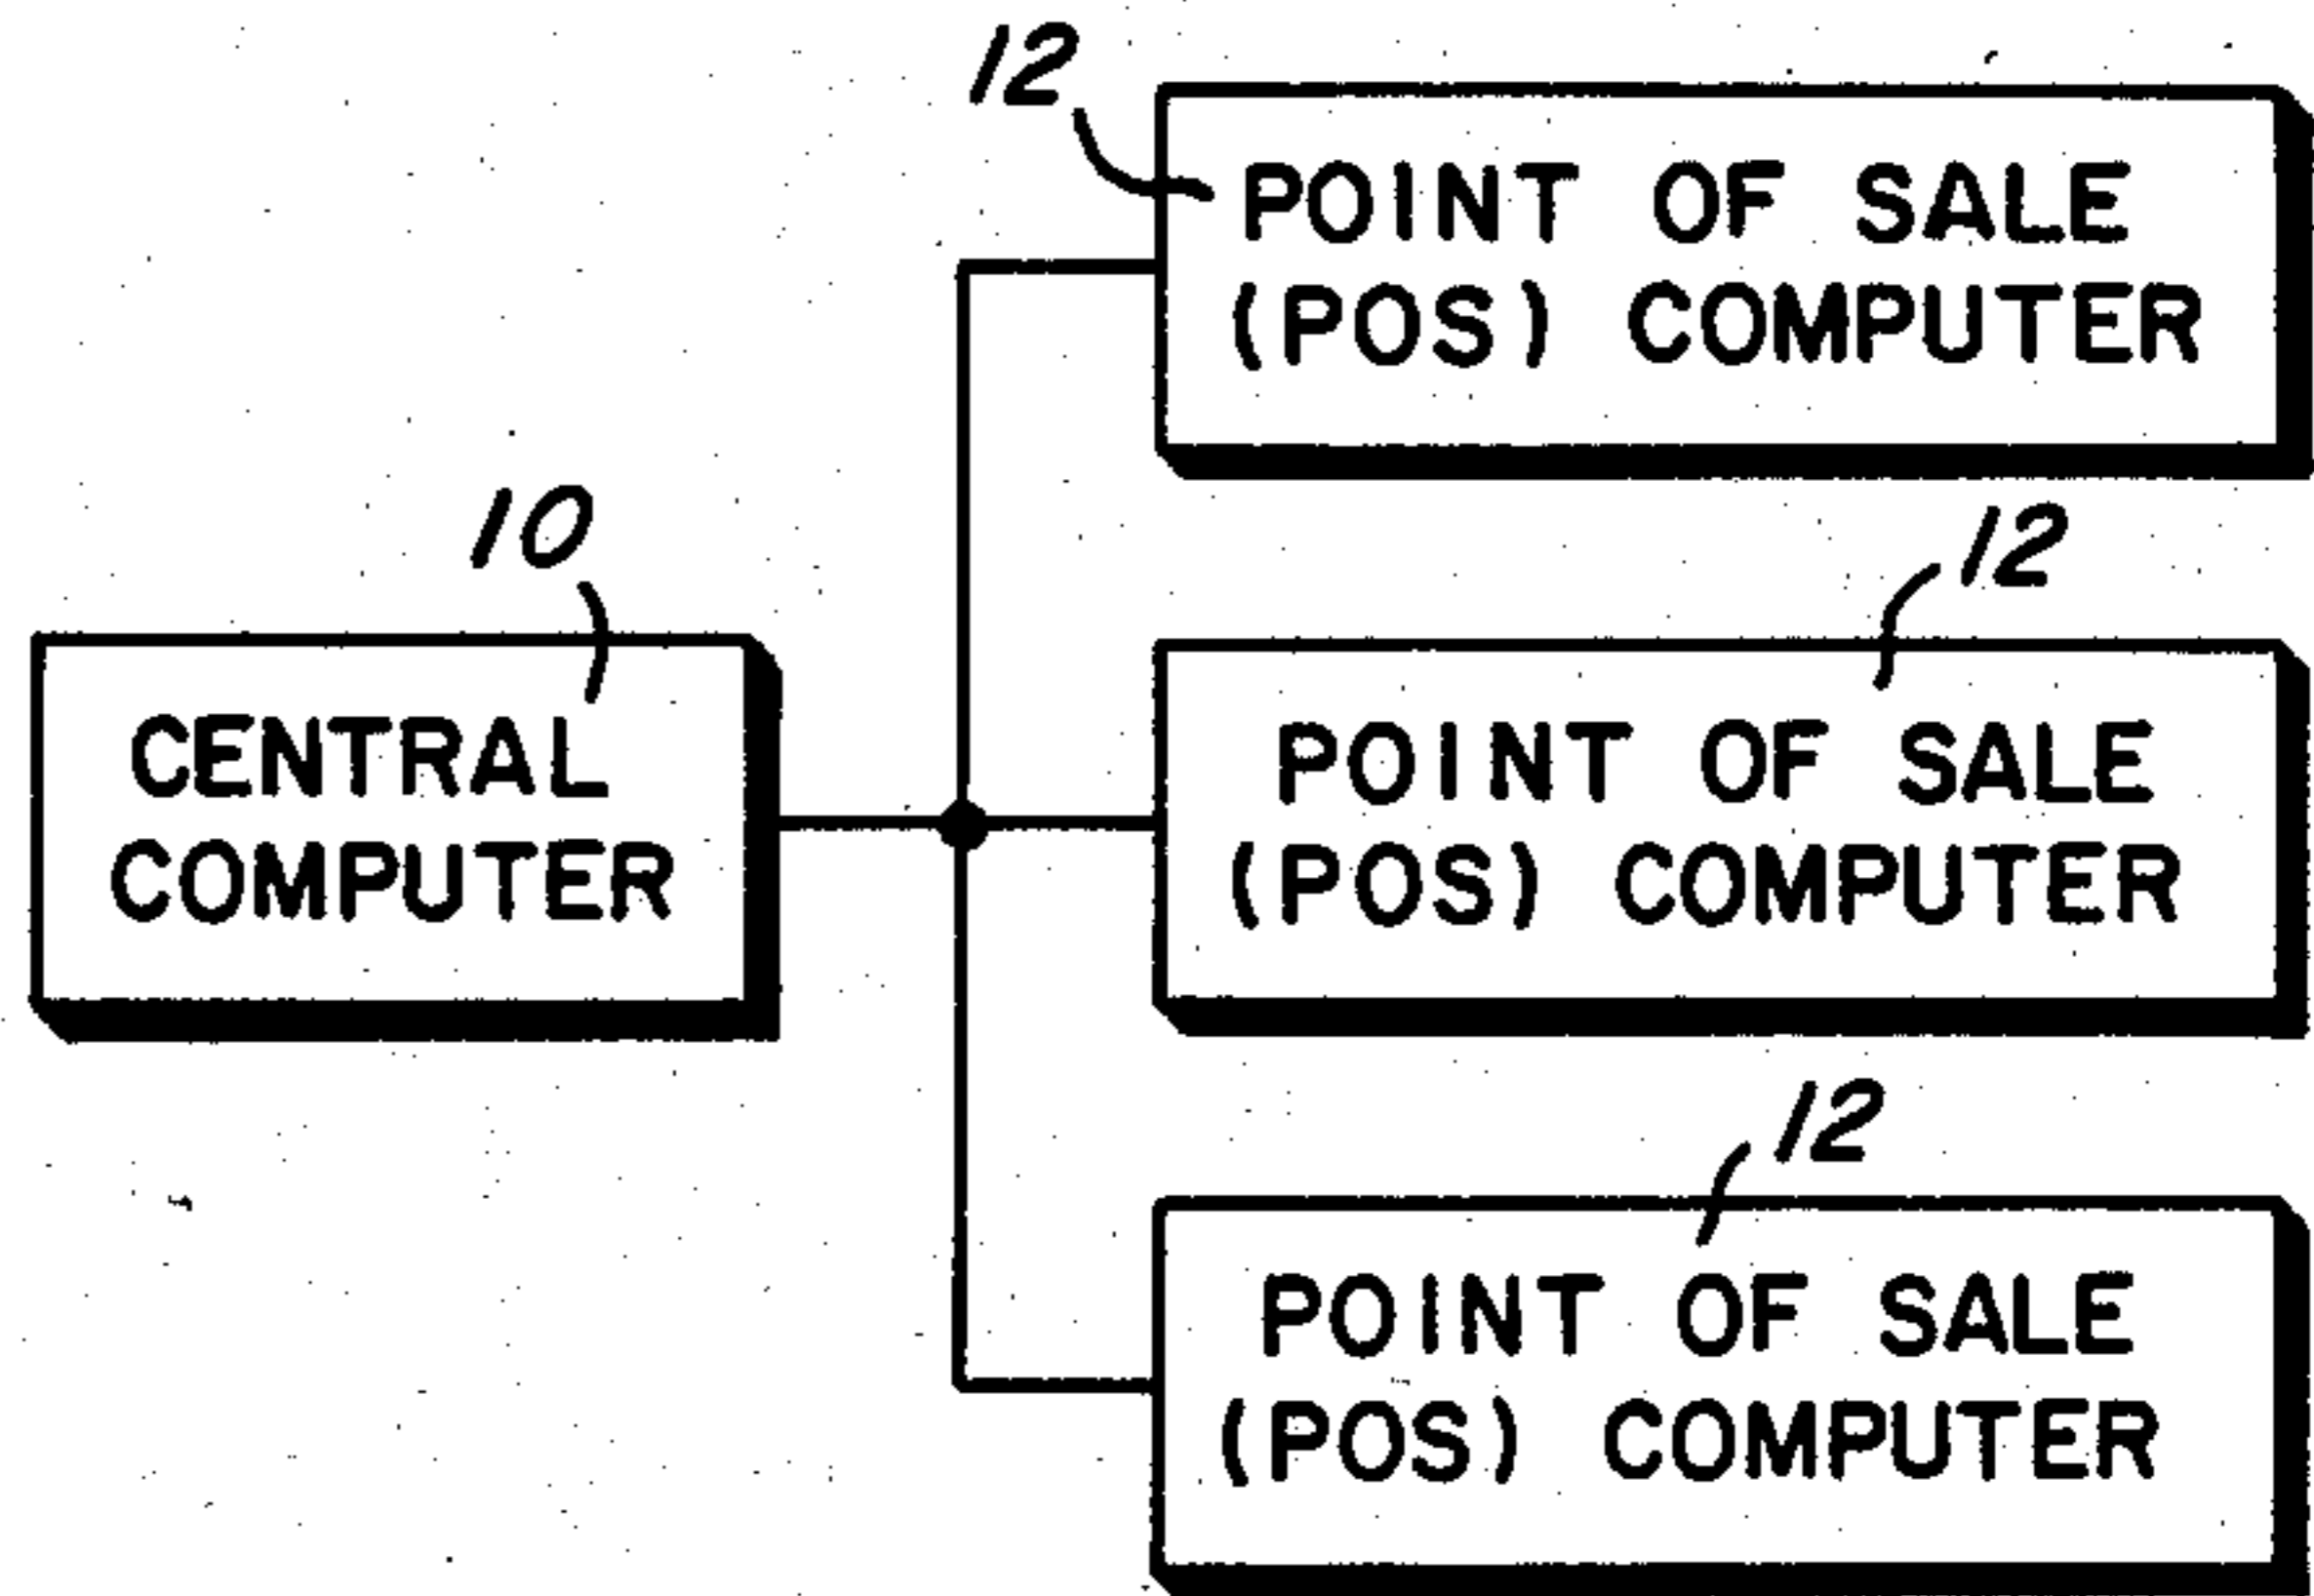 12
POINT OF SALE
(POS) COMPUTER
10
CENTRAL
COMPUTER
12
POINT OF SALE
(POS) COMPUTER
12
POINT OF SALE
(POS) COMPUTER